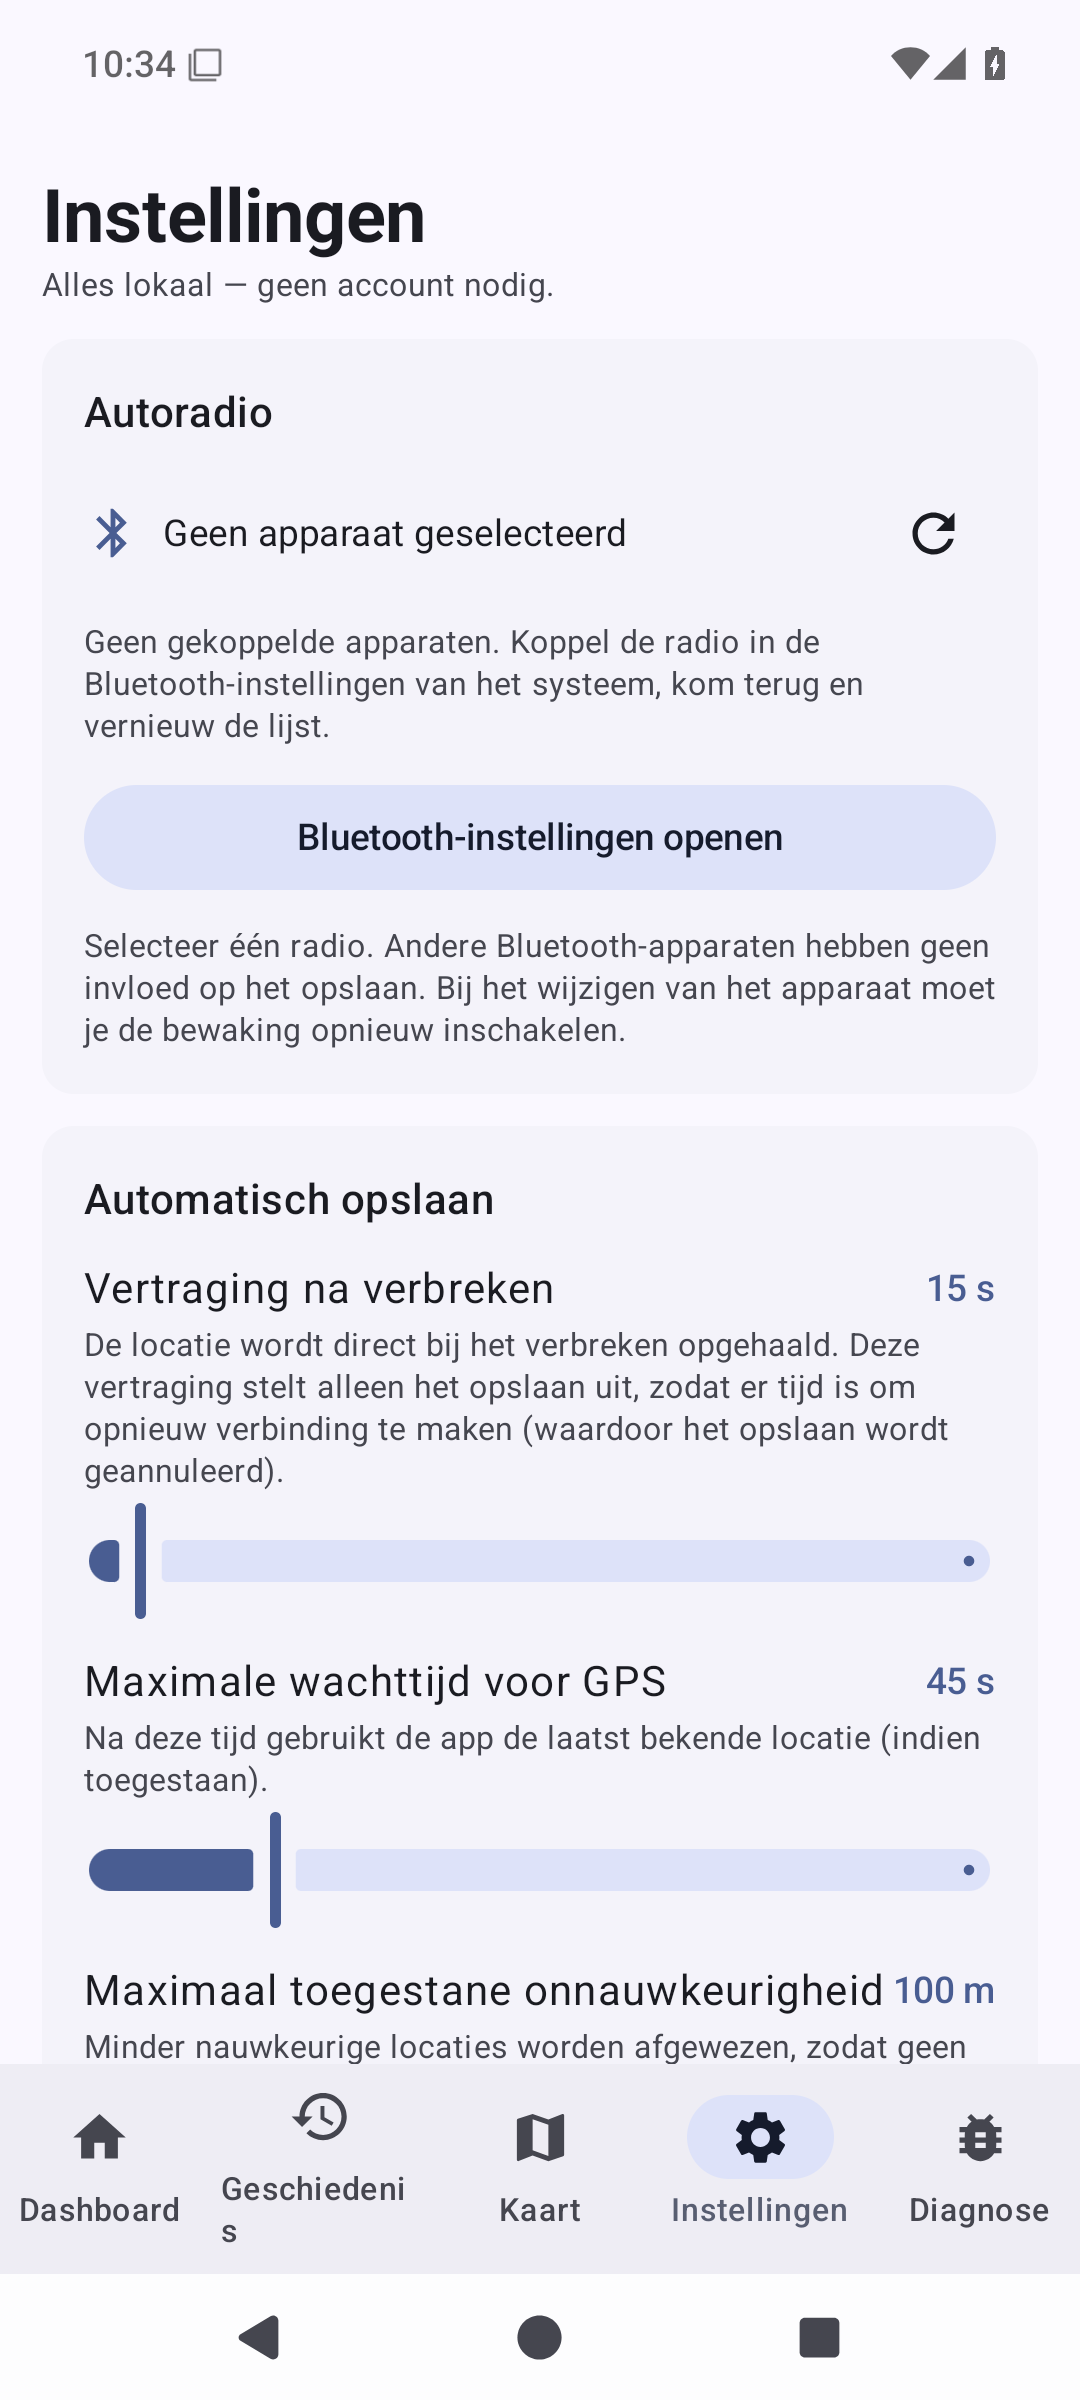 10:34
Instellingen
Alles lokaal — geen account nodig.
Autoradio
Geen apparaat geselecteerd
Geen gekoppelde apparaten. Koppel de radio in de
Bluetooth-instellingen van het systeem, kom terug en
vernieuw de lijst.
Bluetooth-instellingen openen
Selecteer één radio. Andere Bluetooth-apparaten hebben geen
invloed op het opslaan. Bij het wijzigen van het apparaat moet
je de bewaking opnieuw inschakelen.
Automatisch opslaan
Vertraging na verbreken 15 s
De locatie wordt direct bij het verbreken opgehaald. Deze
vertraging stelt alleen het opslaan uit, zodat er tijd is om
opnieuw verbinding te maken (waardoor het opslaan wordt
geannuleerd).
Maximale wachttijd voor GPS 45 s
Na deze tijd gebruikt de app de laatst bekende locatie (indien
toegestaan).
Maximaal toegestane onnauwkeurigheid 100 m
Minder nauwkeurige locaties worden afgewezen, zodat geen
Dashboard
Geschiedeni
s
Kaart
Instellingen
Diagnose